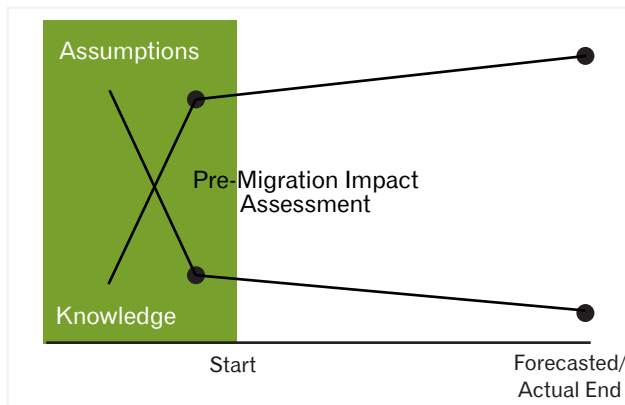 Assumptions
Pre-Migration Impact
Assessment
Knowledge
Start
Forecasted/
Actual End